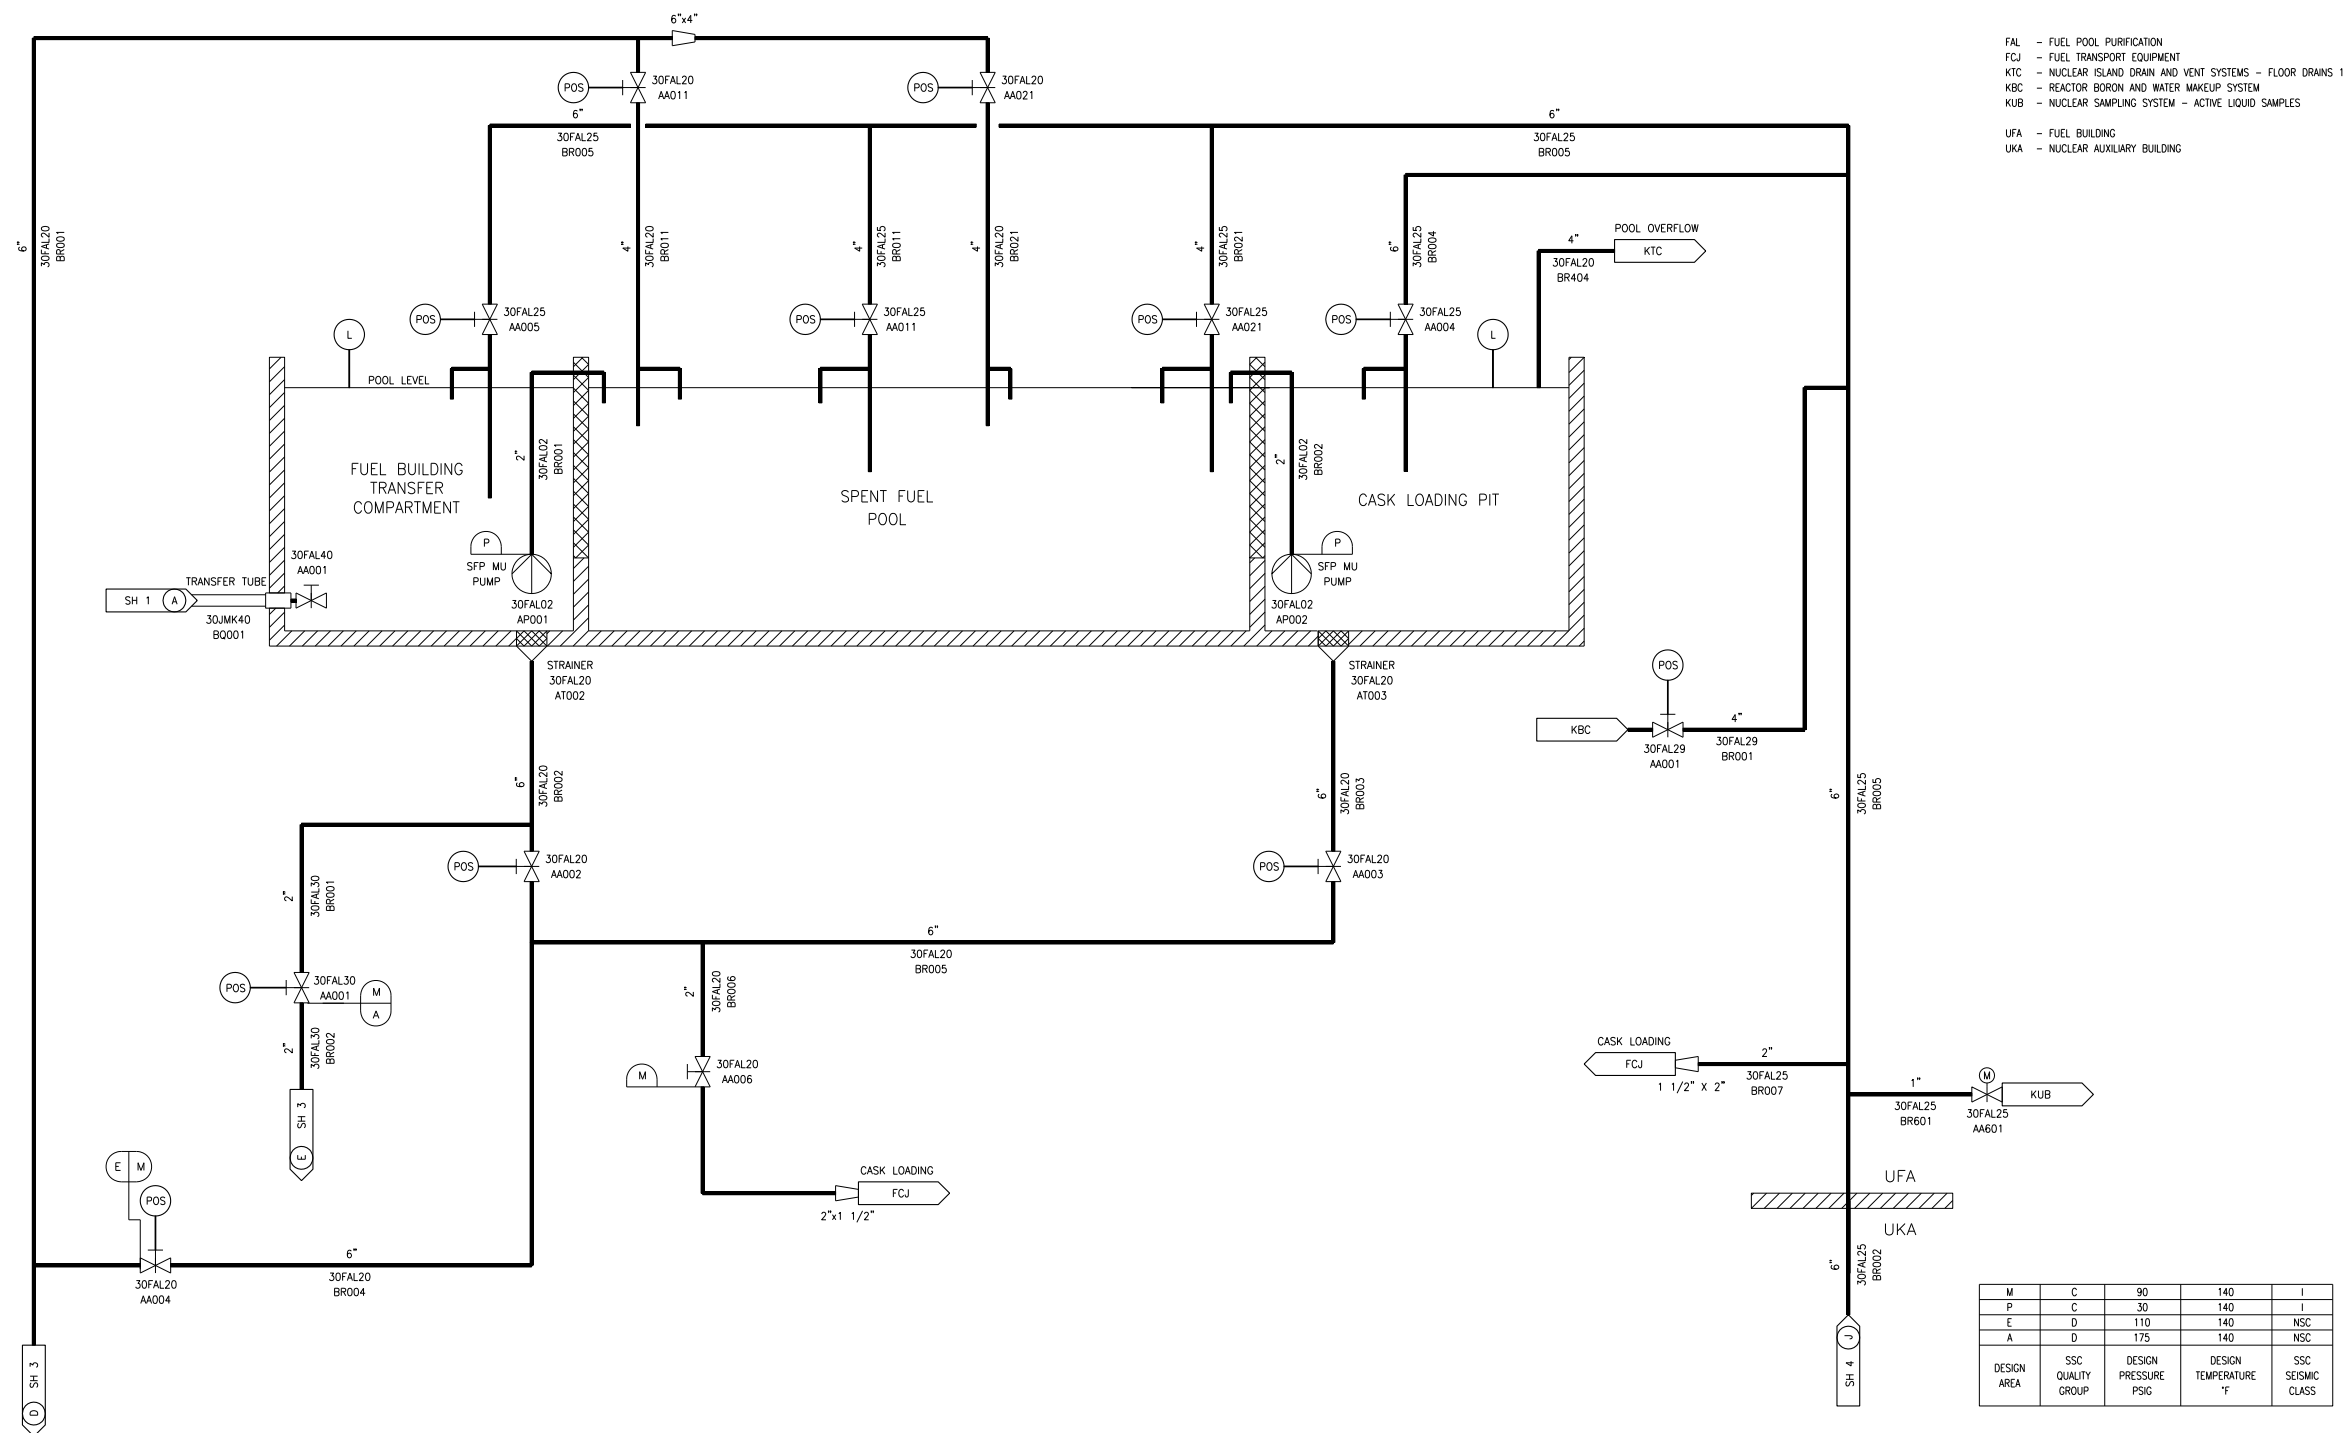 6"x4"
FAL - FUEL POOL PURIFICATION
FCJ - FUEL TRANSPORT EQUIPMENT
KTC - NUCLEAR ISLAND DRAIN AND VENT SYSTEMS - FLOOR DRAINS 1
KBC - REACTOR BORON AND WATER MAKEUP SYSTEM
KUB - NUCLEAR SAMPLING SYSTEM - ACTIVE LIQUID SAMPLES
UFA - FUEL BUILDING
UKA - NUCLEAR AUXILIARY BUILDING
POS
30FAL20
AA011
POS
30FAL20
AA021
6"
30FAL25
BR005
6"
30FAL25
BR005
6"
30FAL20
BR001
4"
30FAL20
BR011
4"
30FAL25
BR011
4"
30FAL20
BR021
4"
30FAL25
BR021
6"
30FAL25
BR004
POOL OVERFLOW
4"
KTC
30FAL20
BR404
POS
30FAL25
AA005
POS
30FAL25
AA011
POS
30FAL25
AA021
POS
30FAL25
AA004
L
L
POOL LEVEL
2"
30FAL02
BR001
2"
30FAL02
BR002
FUEL BUILDING
TRANSFER
COMPARTMENT
SPENT FUEL
POOL
CASK LOADING PIT
P
SFP MU
PUMP
30FAL02
AP001
P
SFP MU
PUMP
30FAL02
AP002
30FAL40
AA001
TRANSFER TUBE
SH 1 A
30JMK40
BQ001
STRAINER
30FAL20
AT002
STRAINER
30FAL20
AT003
POS
KBC
30FAL29
AA001
4"
30FAL29
BR001
6"
30FAL20
BR002
6"
30FAL20
BR003
6"
30FAL25
BR005
POS
30FAL20
AA002
POS
30FAL20
AA003
2"
30FAL30
BR001
6"
30FAL20
BR005
POS
30FAL30
AA001
M
A
2"
30FAL20
BR006
2"
30FAL30
BR002
M
30FAL20
AA006
SH 3
E
CASK LOADING
FCJ
1 1/2" X 2"
2"
30FAL25
BR007
1"
30FAL25
BR601
M
30FAL25
AA601
KUB
E M
POS
CASK LOADING
FCJ
2"x1 1/2"
UFA
UKA
6"
30FAL25
BR002
30FAL20
AA004
6"
30FAL20
BR004
SH 3
D
J
SH 4
M C 90 140 I
P C 30 140 I
E D 110 140 NSC
A D 175 140 NSC
DESIGN AREA
SSC QUALITY GROUP
DESIGN PRESSURE PSIG
DESIGN TEMPERATURE °F
SSC SEISMIC CLASS